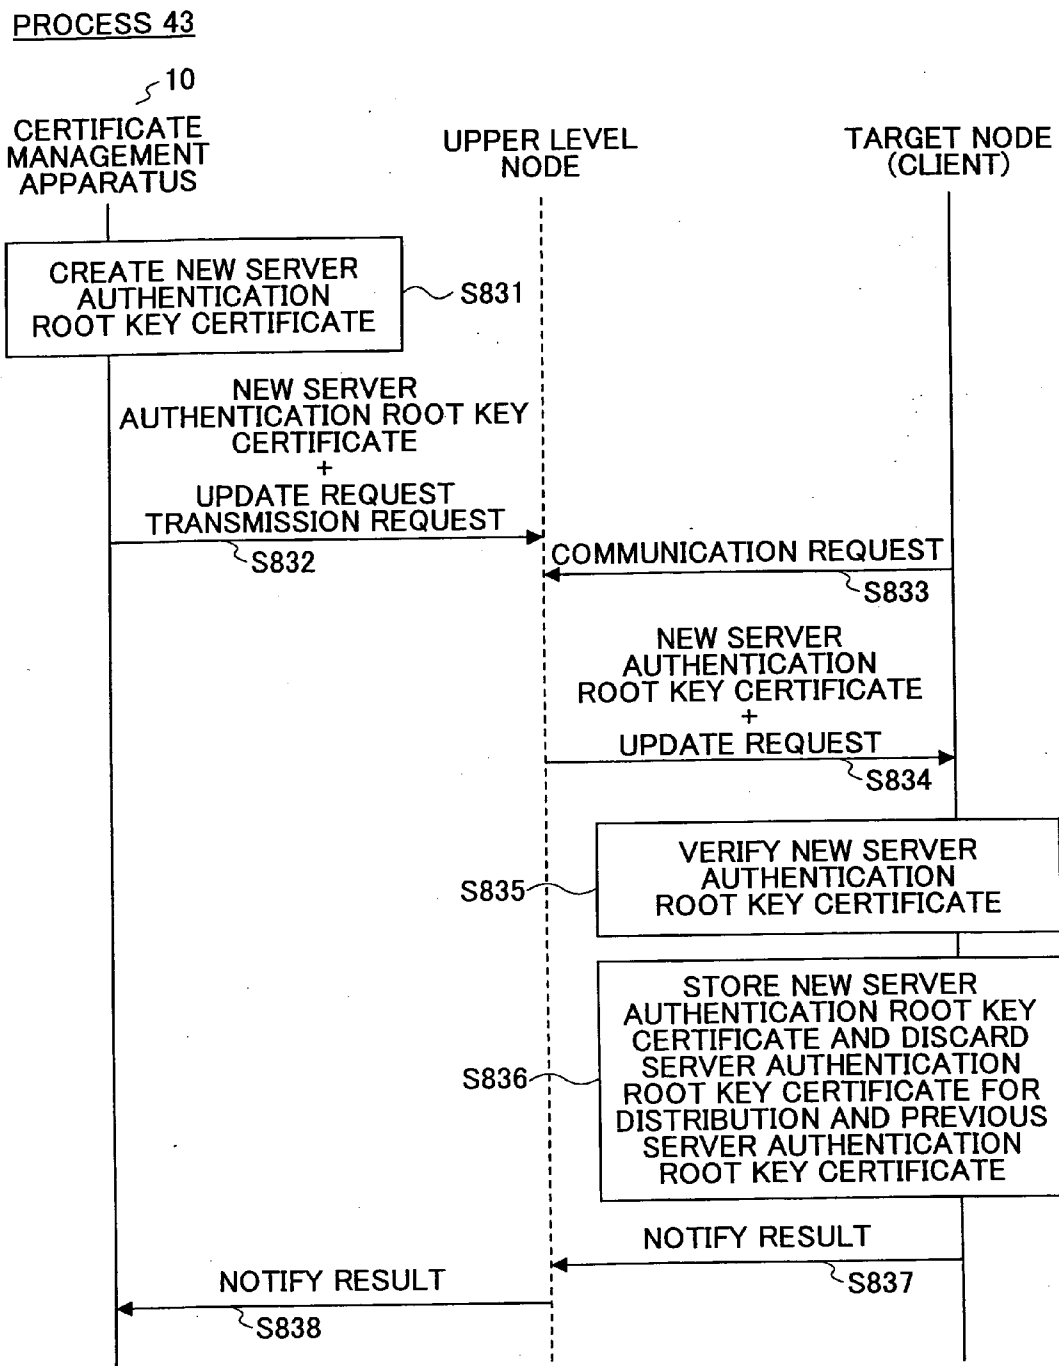 PROCESS 43
10
CERTIFICATE
MANAGEMENT
APPARATUS
UPPER LEVEL
NODE
TARGET NODE
(CLIENT)
CREATE NEW SERVER
AUTHENTICATION
ROOT KEY CERTIFICATE
S831
NEW SERVER
AUTHENTICATION ROOT KEY
CERTIFICATE
+
UPDATE REQUEST
TRANSMISSION REQUEST
S832
COMMUNICATION REQUEST
S833
NEW SERVER
AUTHENTICATION
ROOT KEY CERTIFICATE
+
UPDATE REQUEST
S834
VERIFY NEW SERVER
AUTHENTICATION
ROOT KEY CERTIFICATE
S835
STORE NEW SERVER
AUTHENTICATION ROOT KEY
CERTIFICATE AND DISCARD
SERVER AUTHENTICATION
ROOT KEY CERTIFICATE FOR
DISTRIBUTION AND PREVIOUS
SERVER AUTHENTICATION
ROOT KEY CERTIFICATE
S836
NOTIFY RESULT
S837
NOTIFY RESULT
S838